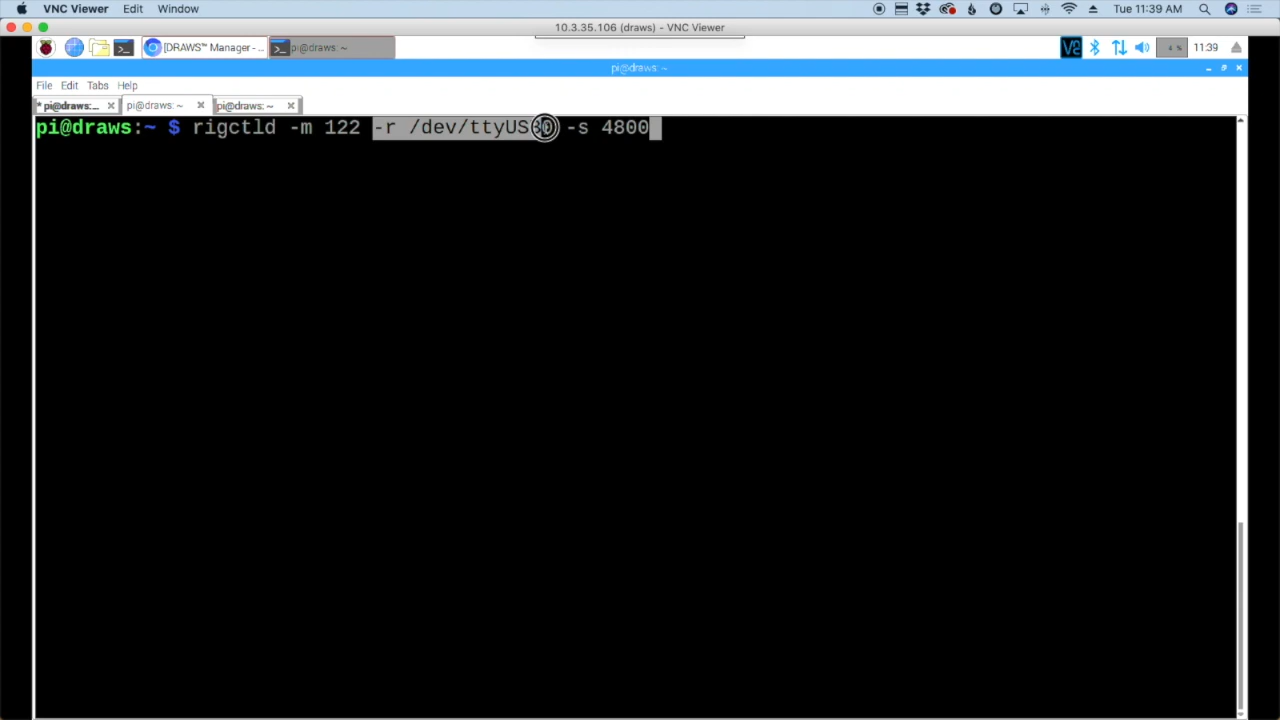 VNC Viewer Edit Window Tue 11:39 AM
10.3.35.106 (draws) - VNC Viewer
[DRAWS™ Manager - ... pi@draws: ~ V2 4 % 11:39
pi@draws: ~
File Edit Tabs Help
* pi@draws:... pi@draws: ~ pi@draws: ~
pi@draws:~ $ rigctld -m 122 -r /dev/ttyUSB0 -s 4800